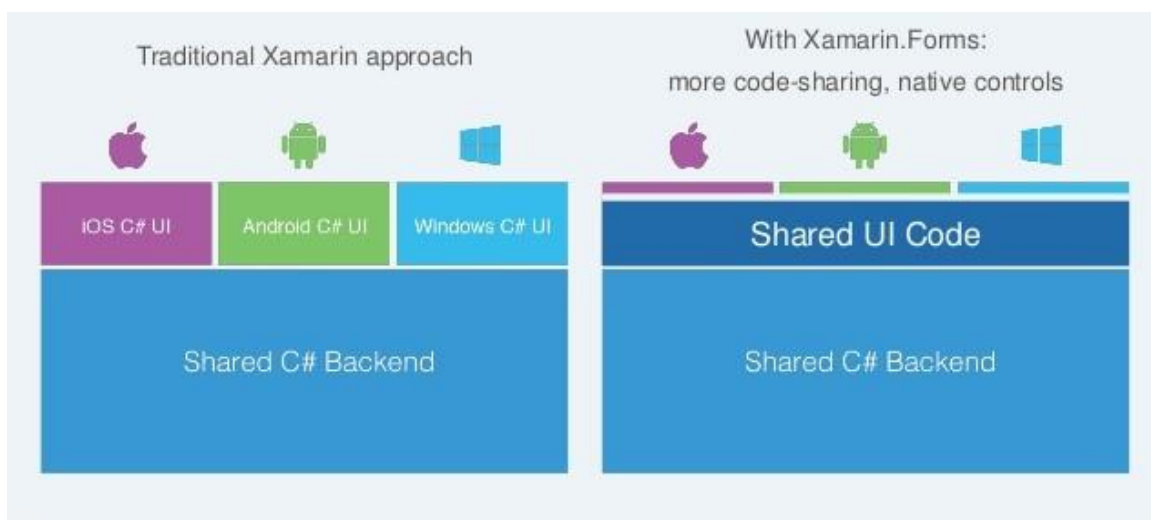 Traditional Xamarin approach
iOS C# UI
Android C# UI
Windows C# UI
Shared C# Backend
With Xamarin.Forms:
more code-sharing, native controls
Shared UI Code
Shared C# Backend